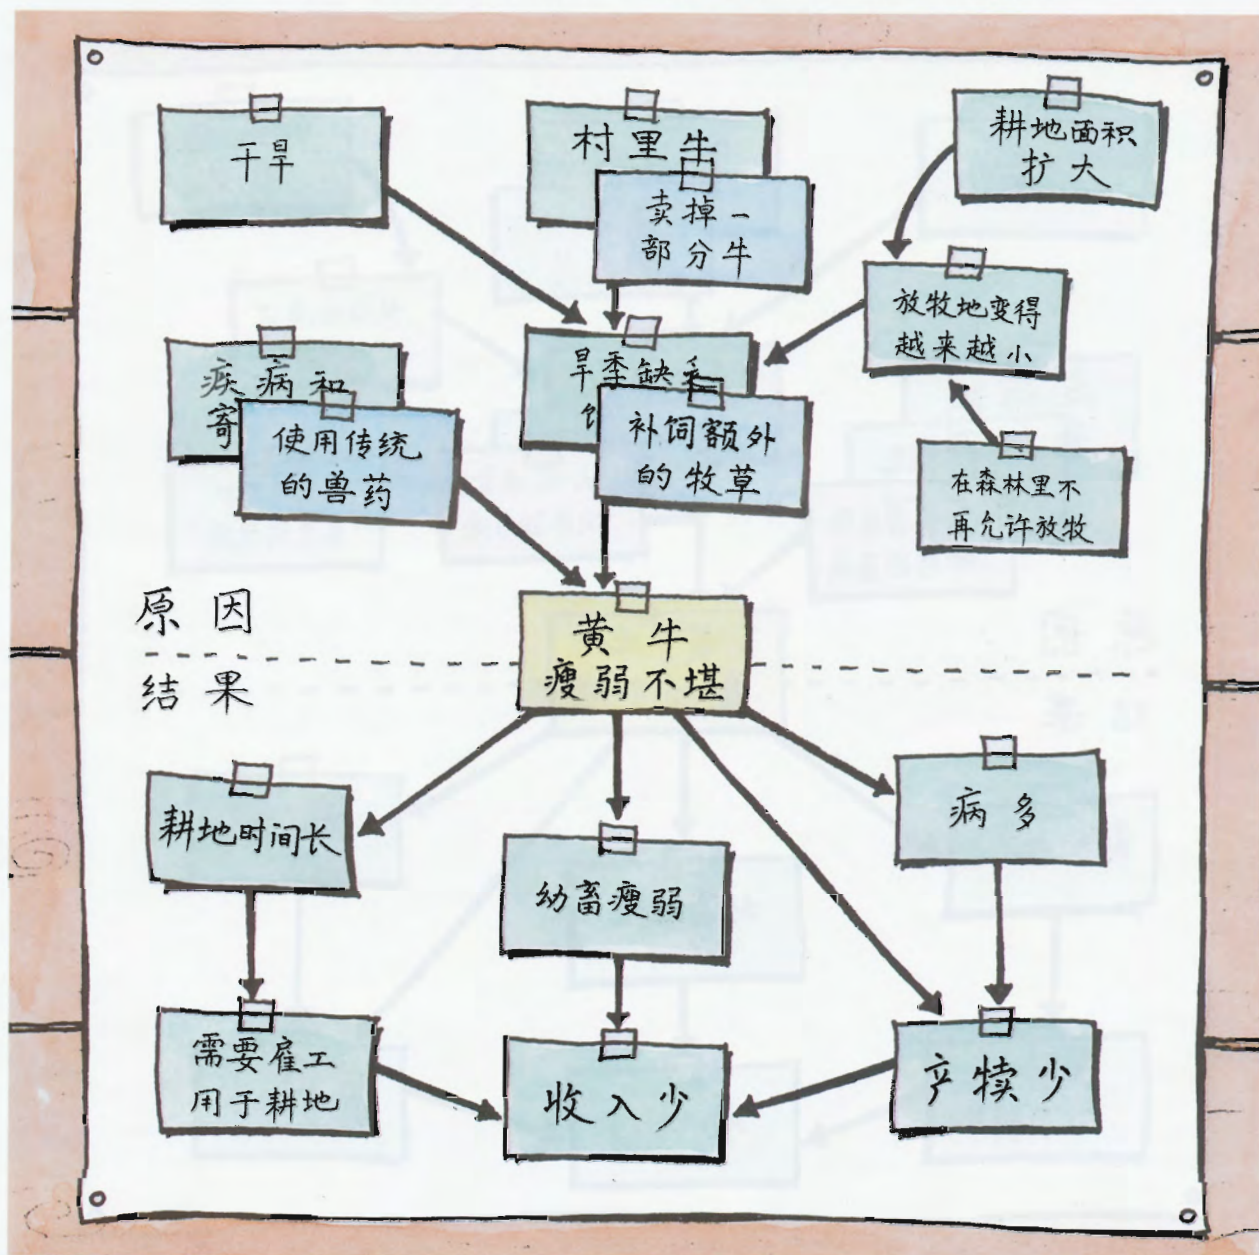 干旱
村里牛
卖掉一
部分牛
耕地面积
扩大
放牧地变得
越来越小
疾病和
寄
使用传统
的兽药
旱季缺乏
补饲额外
的牧草
在森林里不
再允许放牧
原因
黄牛
瘦弱不堪
结果
耕地时间长
病多
幼畜瘦弱
需要雇工
用于耕地
收入少
产犊少